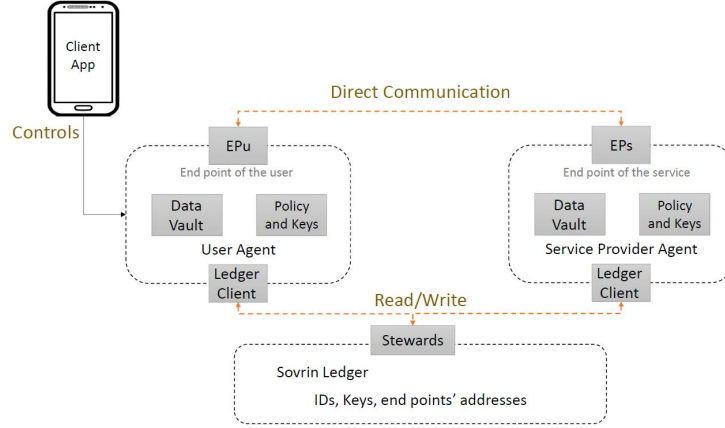 Client
App
Direct Communication
Controls
EPu
EPs
End point of the user
End point of the service
Data
Vault
Policy
and Keys
Data
Vault
Policy
and Keys
User Agent
Service Provider Agent
Ledger
Client
Ledger
Client
Read/Write
Stewards
Sovrin Ledger
IDs, Keys, end points' addresses